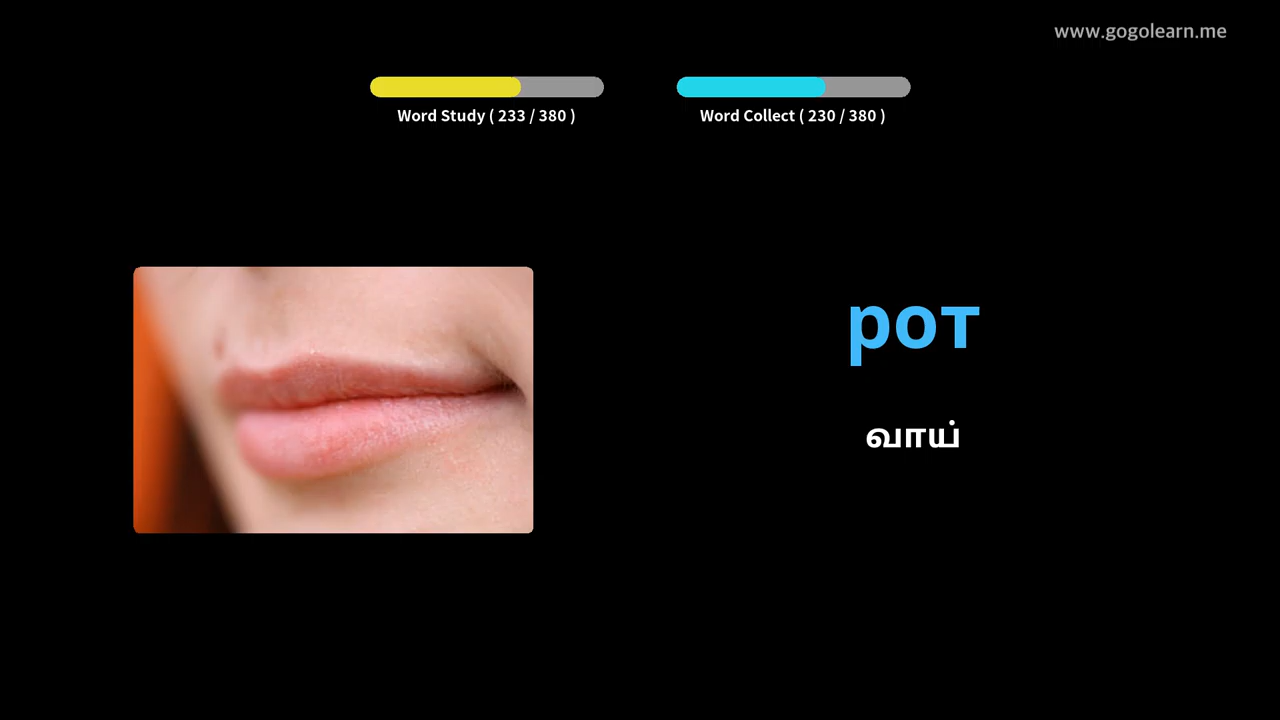 www.gogolearn.me
Word Study ( 233 / 380 )
Word Collect ( 230 / 380 )
рот
வாய்